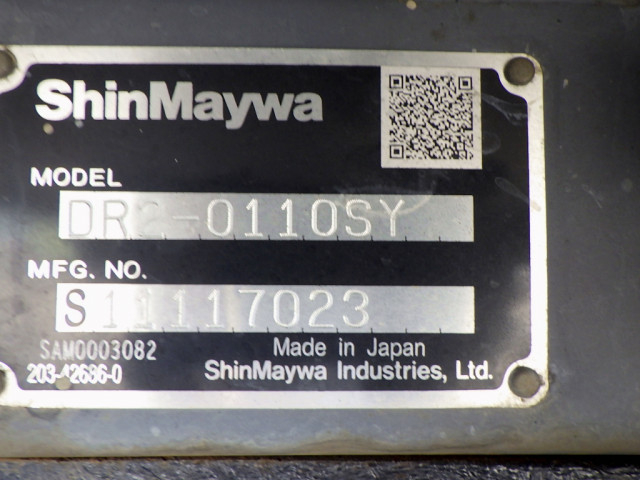 ShinMaywa
MODEL
DR2-0110SY
MFG. NO.
S11117023
SAM0003082
203-42686-0
Made in Japan
ShinMaywa Industries, Ltd.